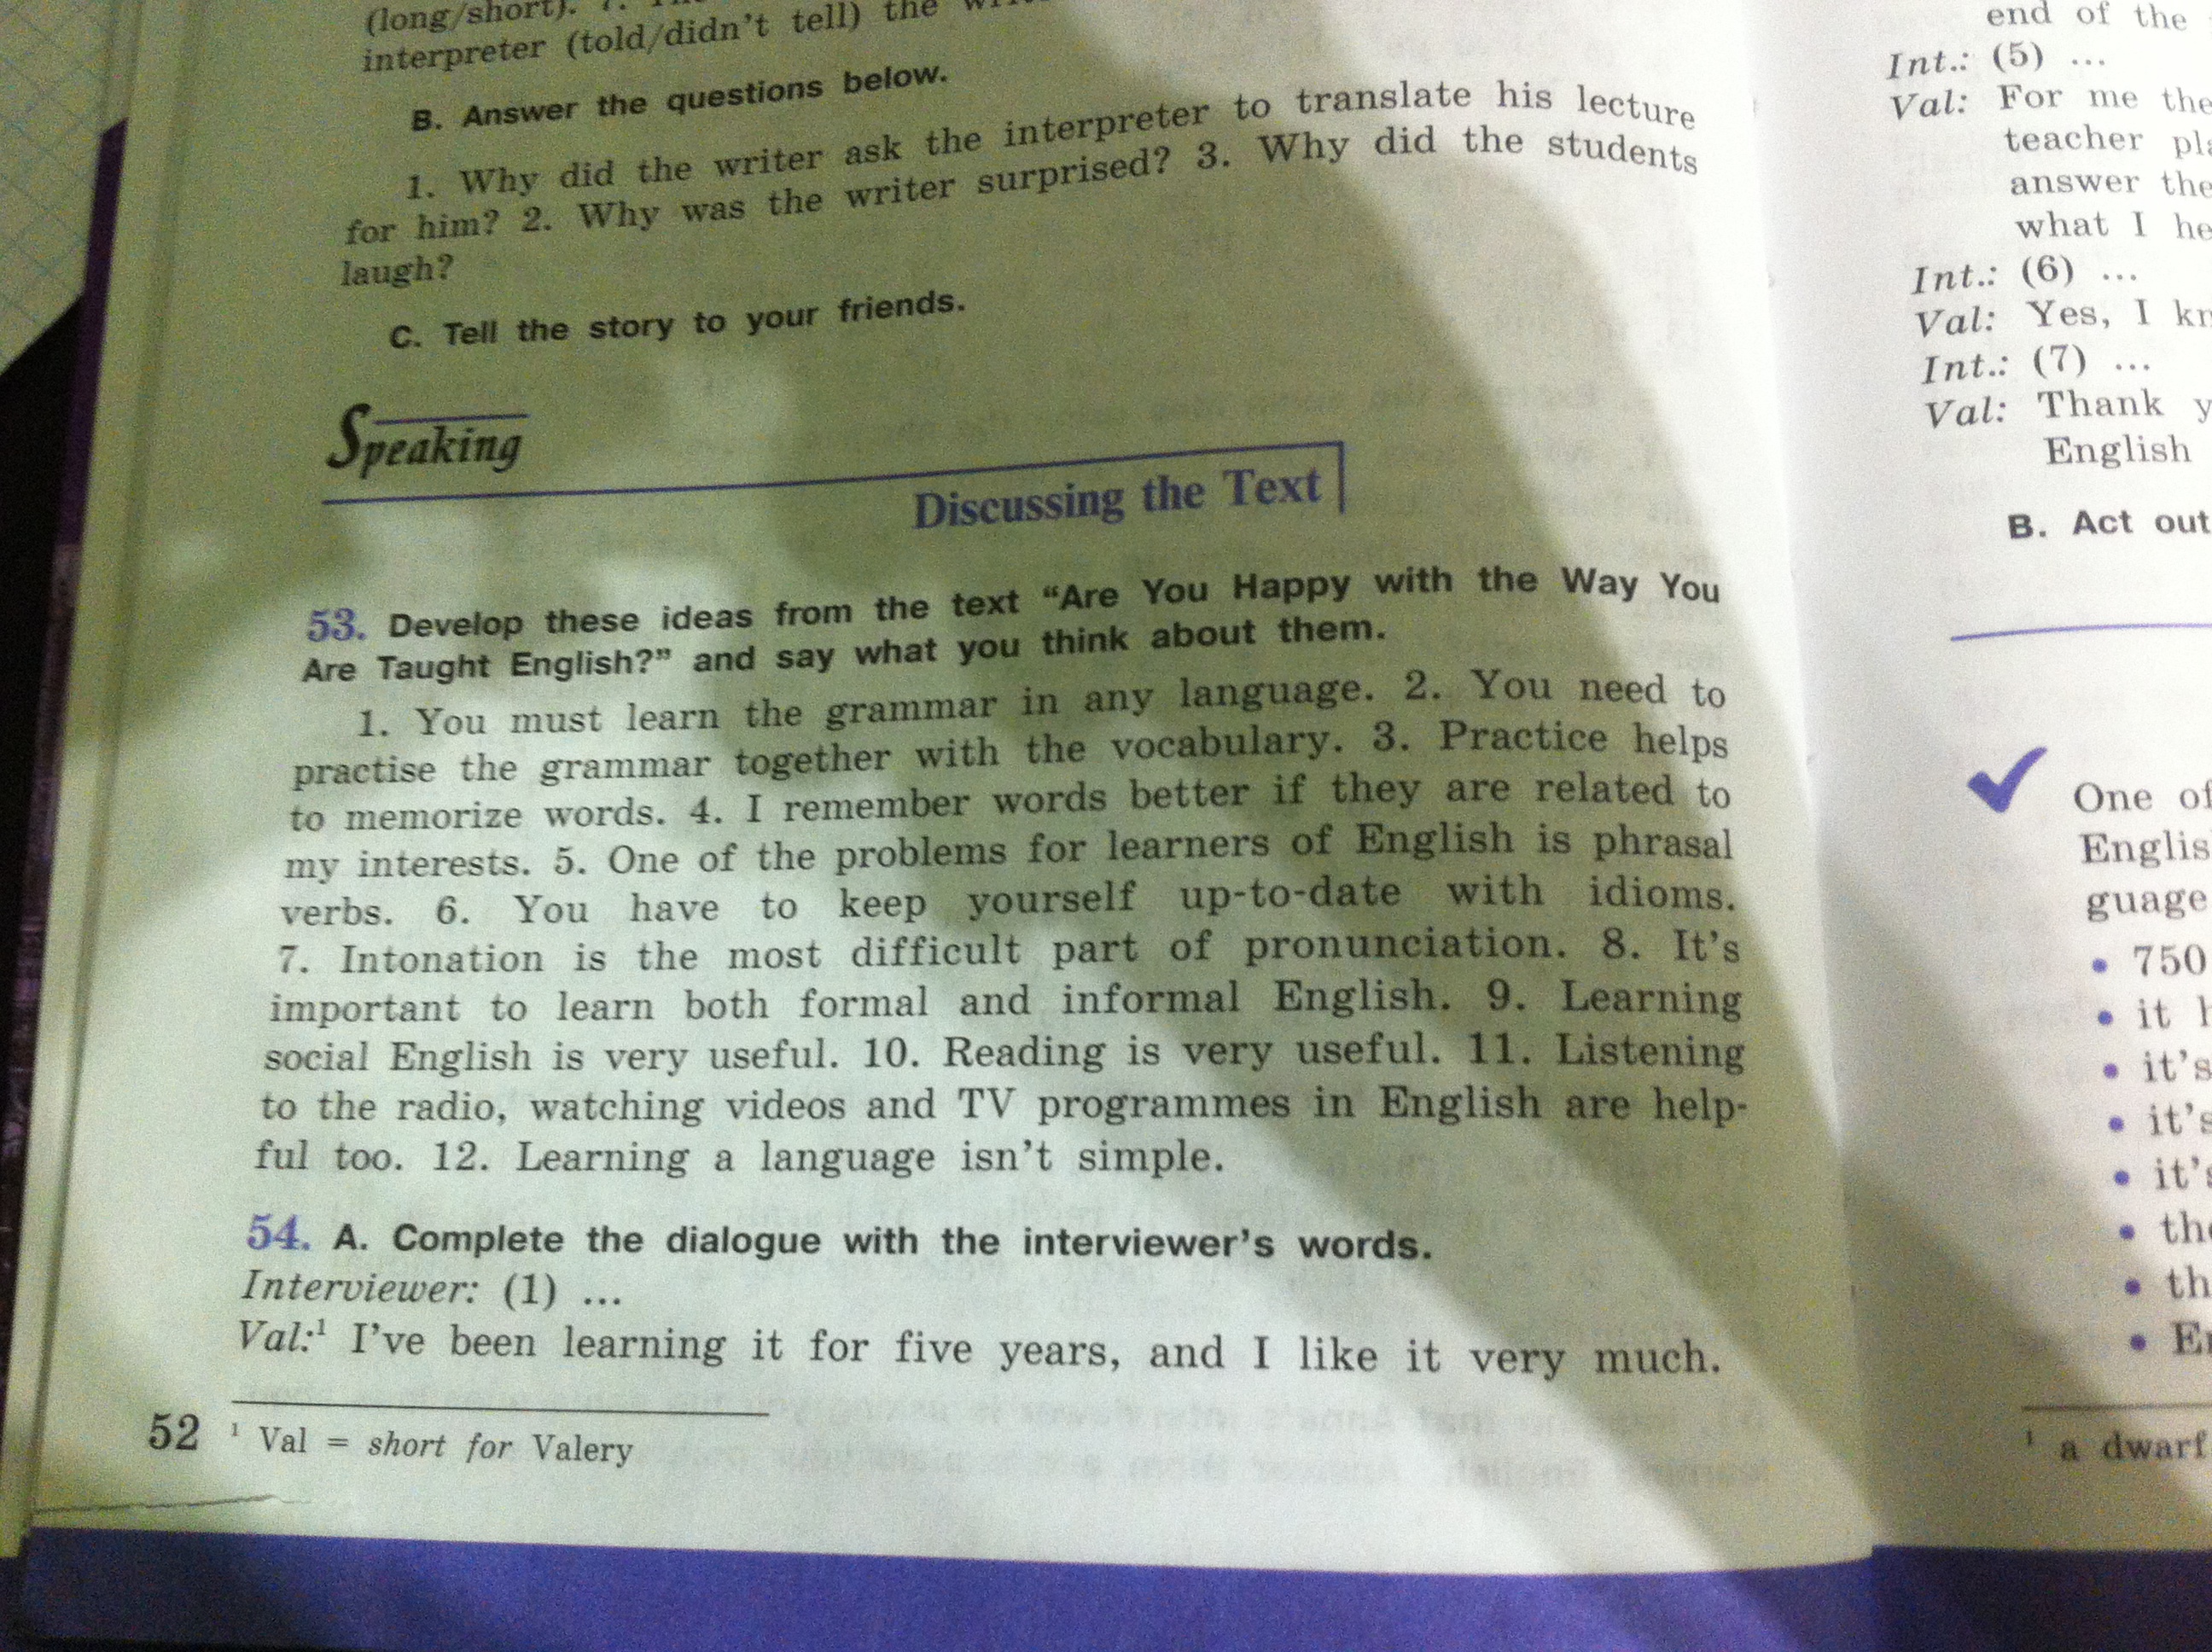 (long/short). 7.
interpreter (told/didn't tell) the
B. Answer the questions below.
1. Why did the writer ask the interpreter to translate his lecture
for him? 2. Why was the writer surprised? 3. Why did the students
laugh?
C. Tell the story to your friends.
Speaking
Discussing the Text
53. Develop these ideas from the text "Are You Happy with the Way You
Are Taught English?" and say what you think about them.
1. You must learn the grammar in any language. 2. You need to
practise the grammar together with the vocabulary. 3. Practice helps
to memorize words. 4. I remember words better if they are related to
my interests. 5. One of the problems for learners of English is phrasal
verbs. 6. You have to keep yourself up-to-date with idioms.
7. Intonation is the most difficult part of pronunciation. 8. It's
important to learn both formal and informal English. 9. Learning
social English is very useful. 10. Reading is very useful. 11. Listening
to the radio, watching videos and TV programmes in English are help-
ful too. 12. Learning a language isn't simple.
54. A. Complete the dialogue with the interviewer's words.
Interviewer: (1) ...
Val:¹ I've been learning it for five years, and I like it very much.
52
¹ Val = short for Valery
end of the
Int.: (5) ...
Val: For me the
teacher
answer the
what I
Int.: (6) ...
Val: Yes, I
Int.: (7) ...
Val: Thank
English
B. Act out
One of
guage
• 750
• it
• it's
• it's
• it's
•
•
•
¹ a dwarf